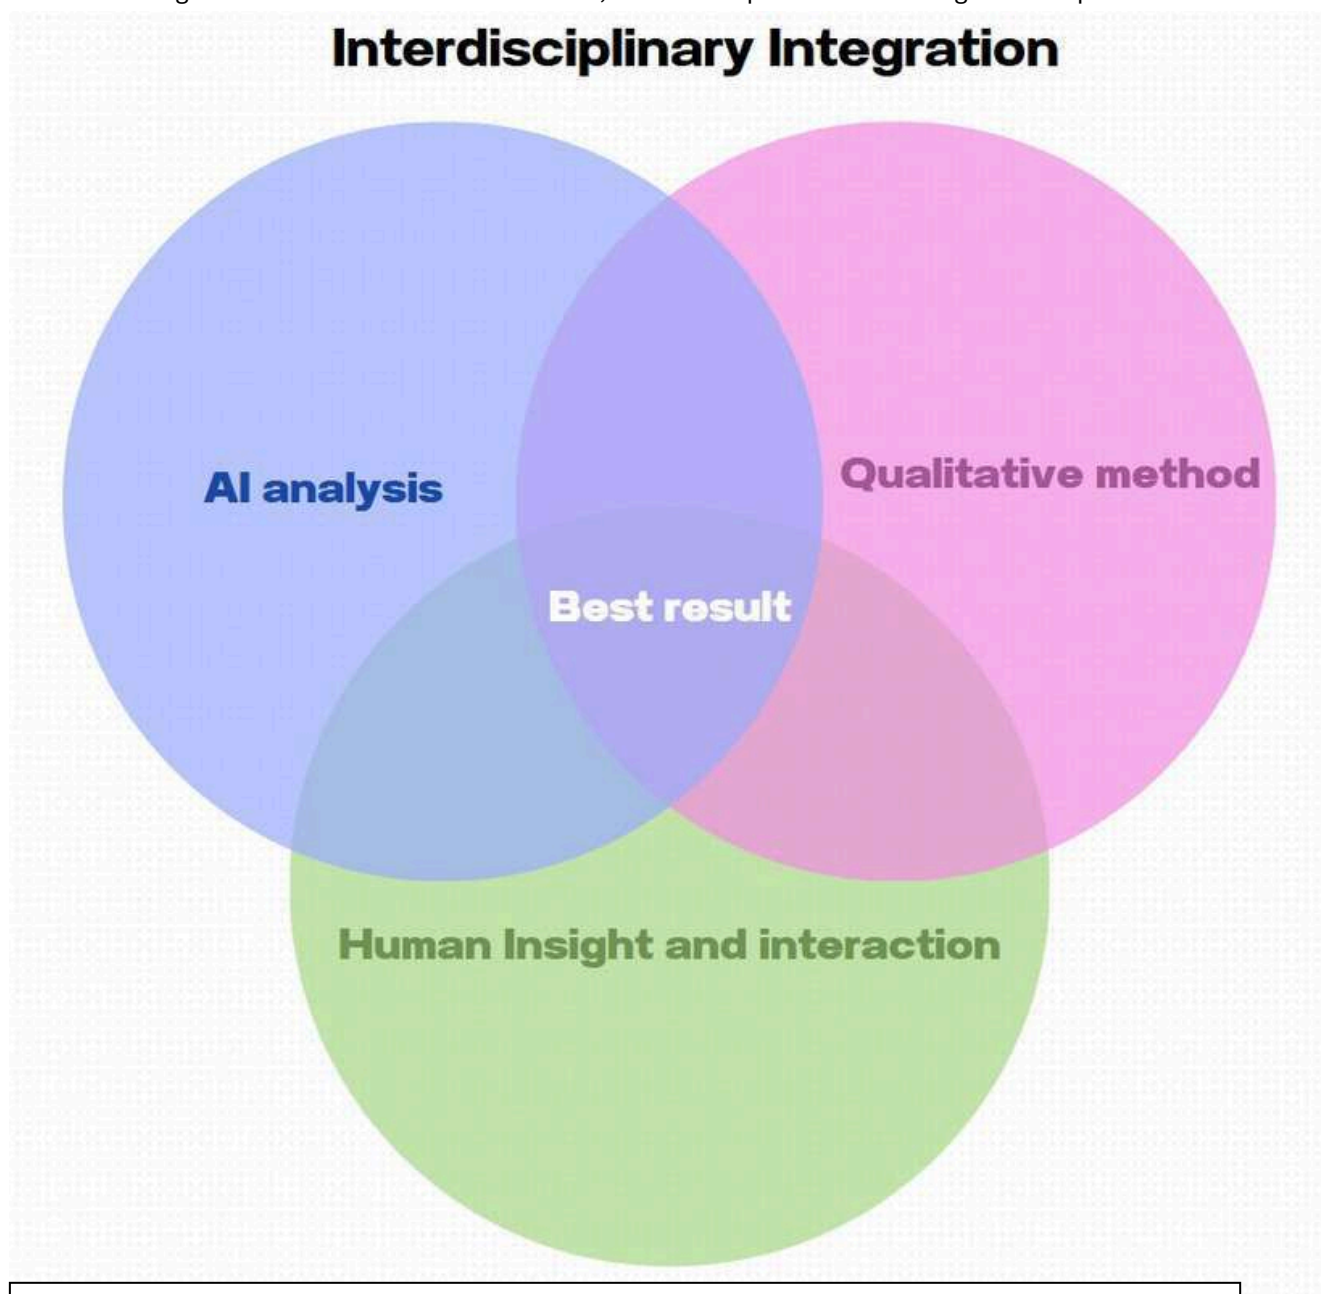 Interdisciplinary Integration
AI analysis
Qualitative method
Best result
Human Insight and interaction